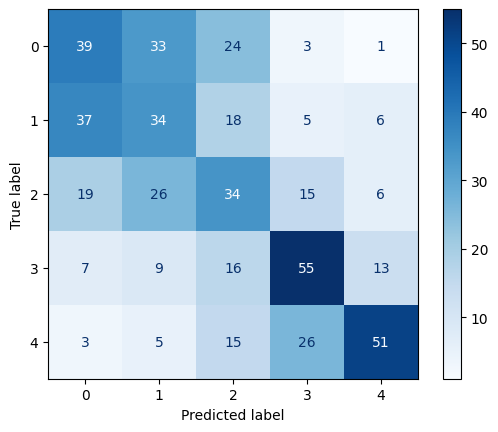 0 39 33 24 3 1
1 37 34 18 5 6
2 19 26 34 15 6
3 7 9 16 55 13
4 3 5 15 26 51
0 1 2 3 4
Predicted label
True label
50
40
30
20
10